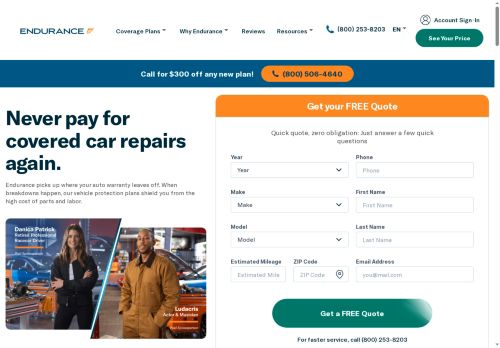 ENDURANCE
Coverage Plans
Why Endurance
Reviews
Resources
(800) 253-8203
EN
Account Sign-In
See Your Price
Call for $300 off any new plan!
(800) 506-4640
Never pay for
covered car repairs
again.
Endurance picks up where your auto warranty leaves off. When
breakdowns happen, our vehicle protection plans shield you from the
high cost of parts and labor.
Danica Patrick
Retired Professional
Racecar Driver
Paid Spokesperson
Ludacris
Actor & Musician
Paid Spokesperson
Get your FREE Quote
Quick quote, zero obligation: Just answer a few quick
questions
Year
Phone
Year
Phone
Make
First Name
Make
First Name
Model
Last Name
Model
Last Name
Estimated Mileage
ZIP Code
Email Address
Estimated Mile
ZIP Code
you@mail.com
Get a FREE Quote
For faster service, call (800) 253-8203